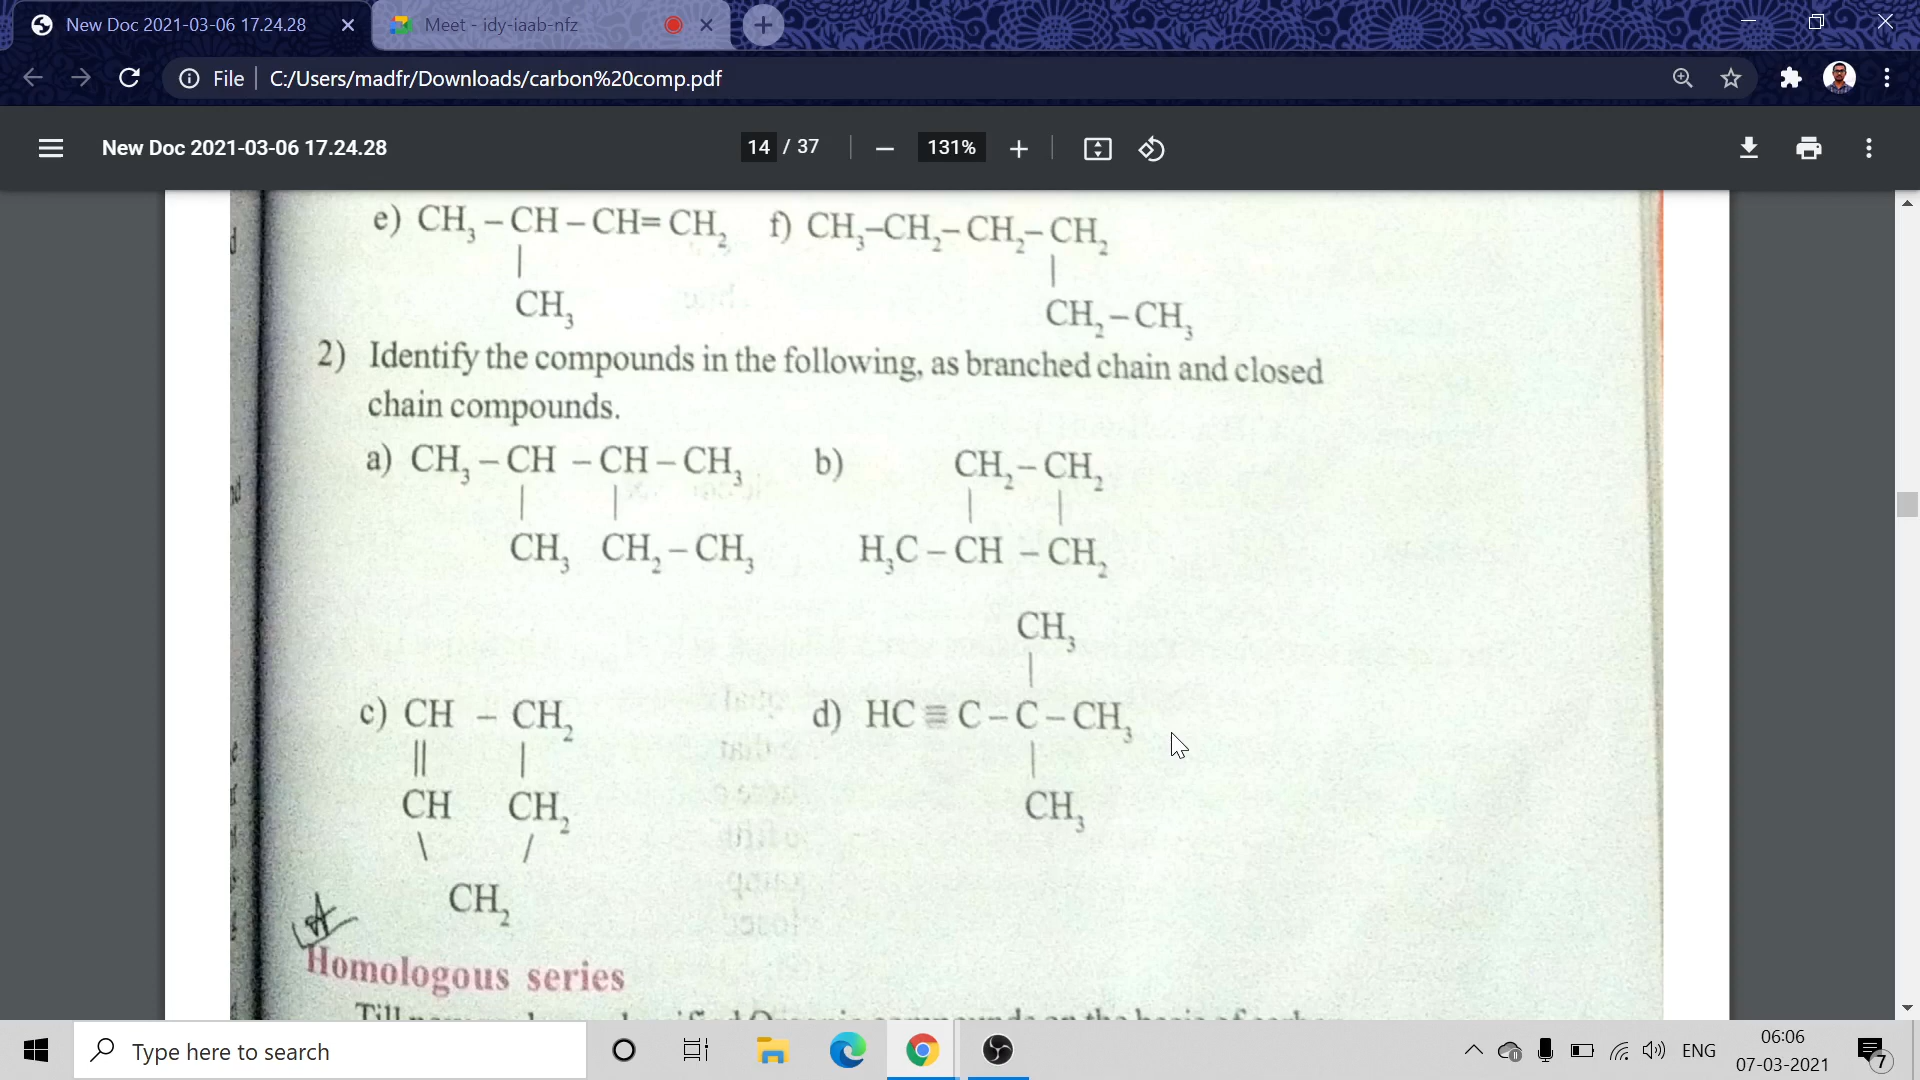 New Doc 2021-03-06 17.24.28
Meet - idy-iaab-nfz
File
C:/Users/madfr/Downloads/carbon%20comp.pdf
New Doc 2021-03-06 17.24.28
14 / 37
131%
e) CH₃ – CH – CH= CH₂ f) CH₃–CH₂– CH₂– CH₂
|
|
CH₃
CH₂ – CH₃
2) Identify the compounds in the following, as branched chain and closed
chain compounds.
a) CH₃ – CH – CH – CH₃ b) CH₂ – CH₂
| | | |
CH₃ CH₂ – CH₃ H₃C – CH – CH₂
CH₃
|
c) CH – CH₂ d) HC ≡ C – C – CH₃
|| | |
CH CH₂ CH₃
\ /
CH₂
Homologous series
Type here to search
ENG
06:06
07-03-2021
7